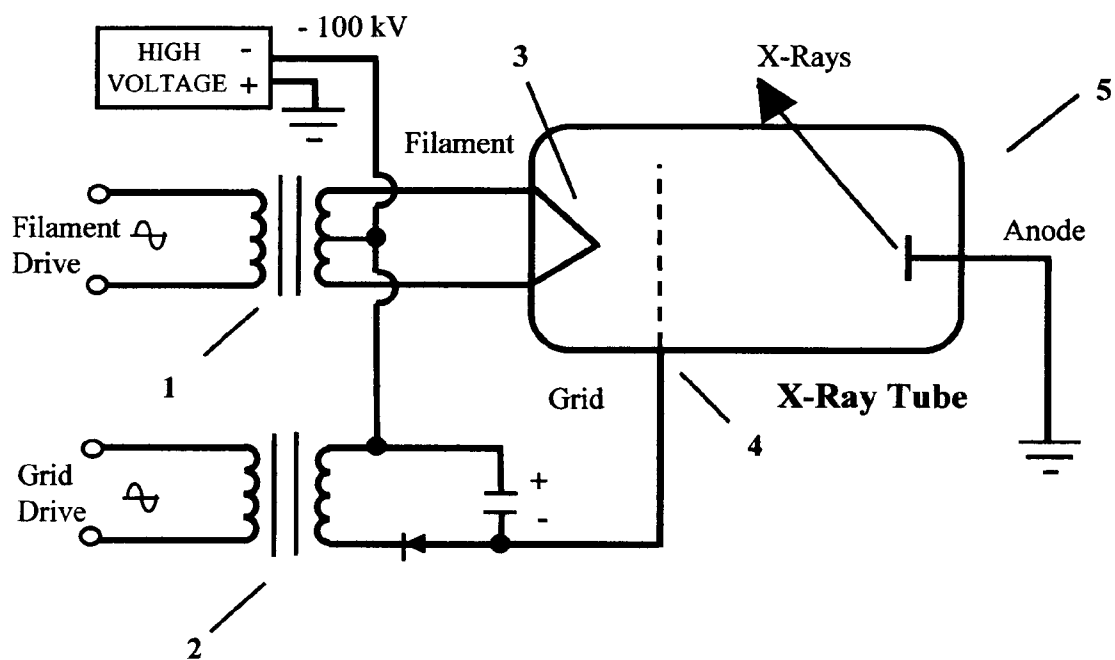 - 100 kV
HIGH -
VOLTAGE +
3
X-Rays
5
Filament
Filament
Drive
Anode
1
Grid
X-Ray Tube
4
Grid
Drive
+
-
2